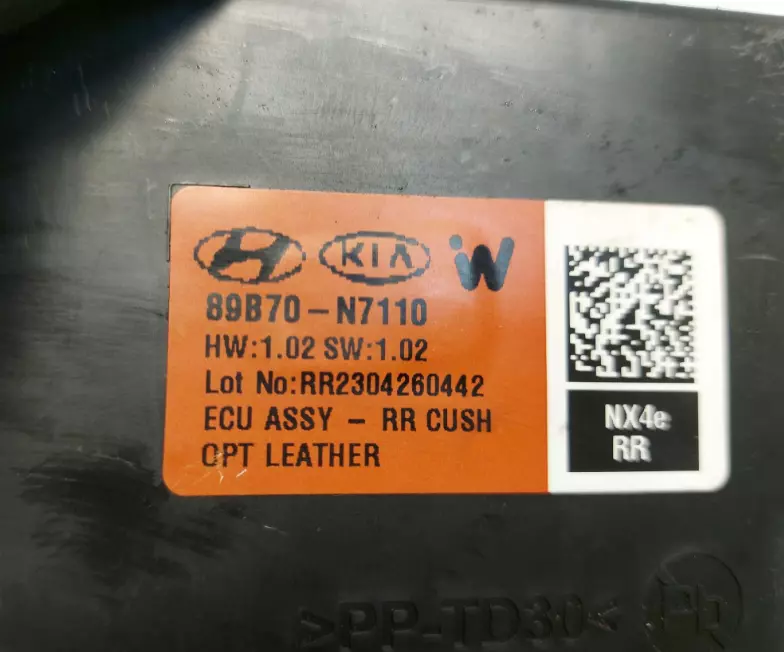 H KIA iW
89B70-N7110
HW:1.02 SW:1.02
Lot No:RR2304260442
ECU ASSY - RR CUSH
OPT LEATHER
NX4e
RR
>PP-TD30<
Pb